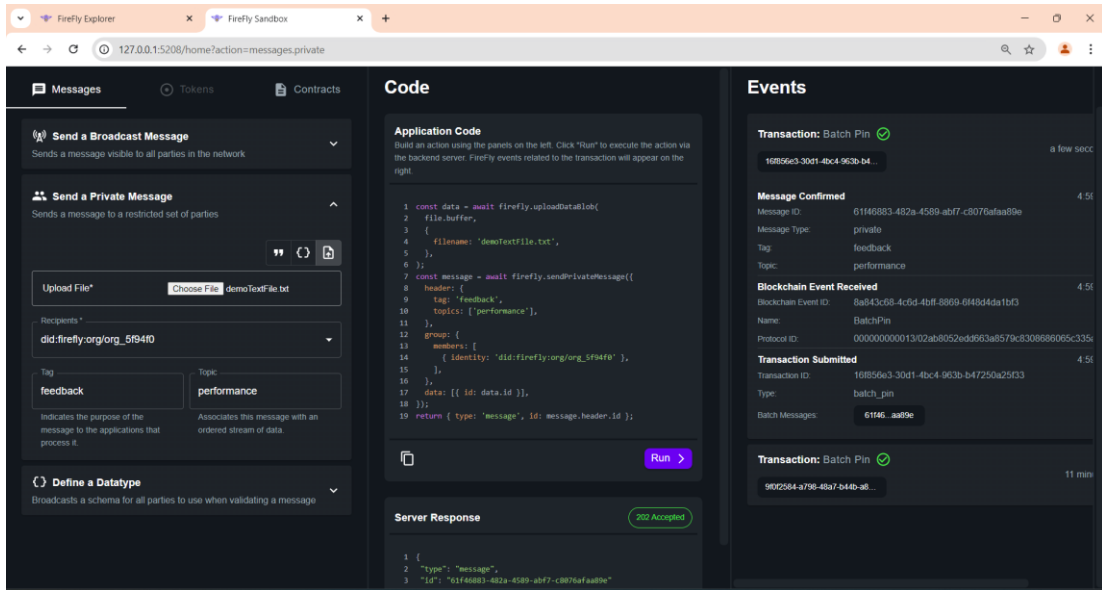 FireFly Explorer
FireFly Sandbox
127.0.0.1:5208/home?action=messages.private
Messages
Tokens
Contracts
Send a Broadcast Message
Sends a message visible to all parties in the network
Send a Private Message
Sends a message to a restricted set of parties
Upload File*
Choose File demoTextFile.txt
Recipients *
did:firefly:org/org_5f94f0
Tag
feedback
Indicates the purpose of the
message to the applications that
process it.
Topic
performance
Associates this message with an
ordered stream of data.
Define a Datatype
Broadcasts a schema for all parties to use when validating a message
Code
Application Code
Build an action using the panels on the left. Click "Run" to execute the action via
the backend server. FireFly events related to the transaction will appear on the
right.
1 const data = await firefly.uploadDataBlob(
2 file.buffer,
3 {
4 filename: 'demoTextFile.txt',
5 },
6 );
7 const message = await firefly.sendPrivateMessage({
8 header: {
9 tag: 'feedback',
10 topics: ['performance'],
11 },
12 group: {
13 members: [
14 { identity: 'did:firefly:org/org_5f94f0' },
15 ],
16 },
17 data: [{ id: data.id }],
18 });
19 return { type: 'message', id: message.header.id };
Run
Server Response
202 Accepted
1 {
2 "type": "message",
3 "id": "61f46883-482a-4589-abf7-c8076afaa89e"
Events
Transaction: Batch Pin
a few secc
16f856e3-30d1-4bc4-963b-b4...
Message Confirmed 4:59
Message ID: 61f46883-482a-4589-abf7-c8076afaa89e
Message Type: private
Tag: feedback
Topic: performance
Blockchain Event Received 4:59
Blockchain Event ID: 8a843c68-4c6d-4bff-8869-6f48d4da1bf3
Name: BatchPin
Protocol ID: 000000000013/02ab8052edd663a8579c8308686065c335
Transaction Submitted 4:59
Transaction ID: 16f856e3-30d1-4bc4-963b-b47250a25f33
Type: batch_pin
Batch Messages: 61f46...aa89e
Transaction: Batch Pin
11 min
9f0f2584-a798-48a7-b44b-a8...